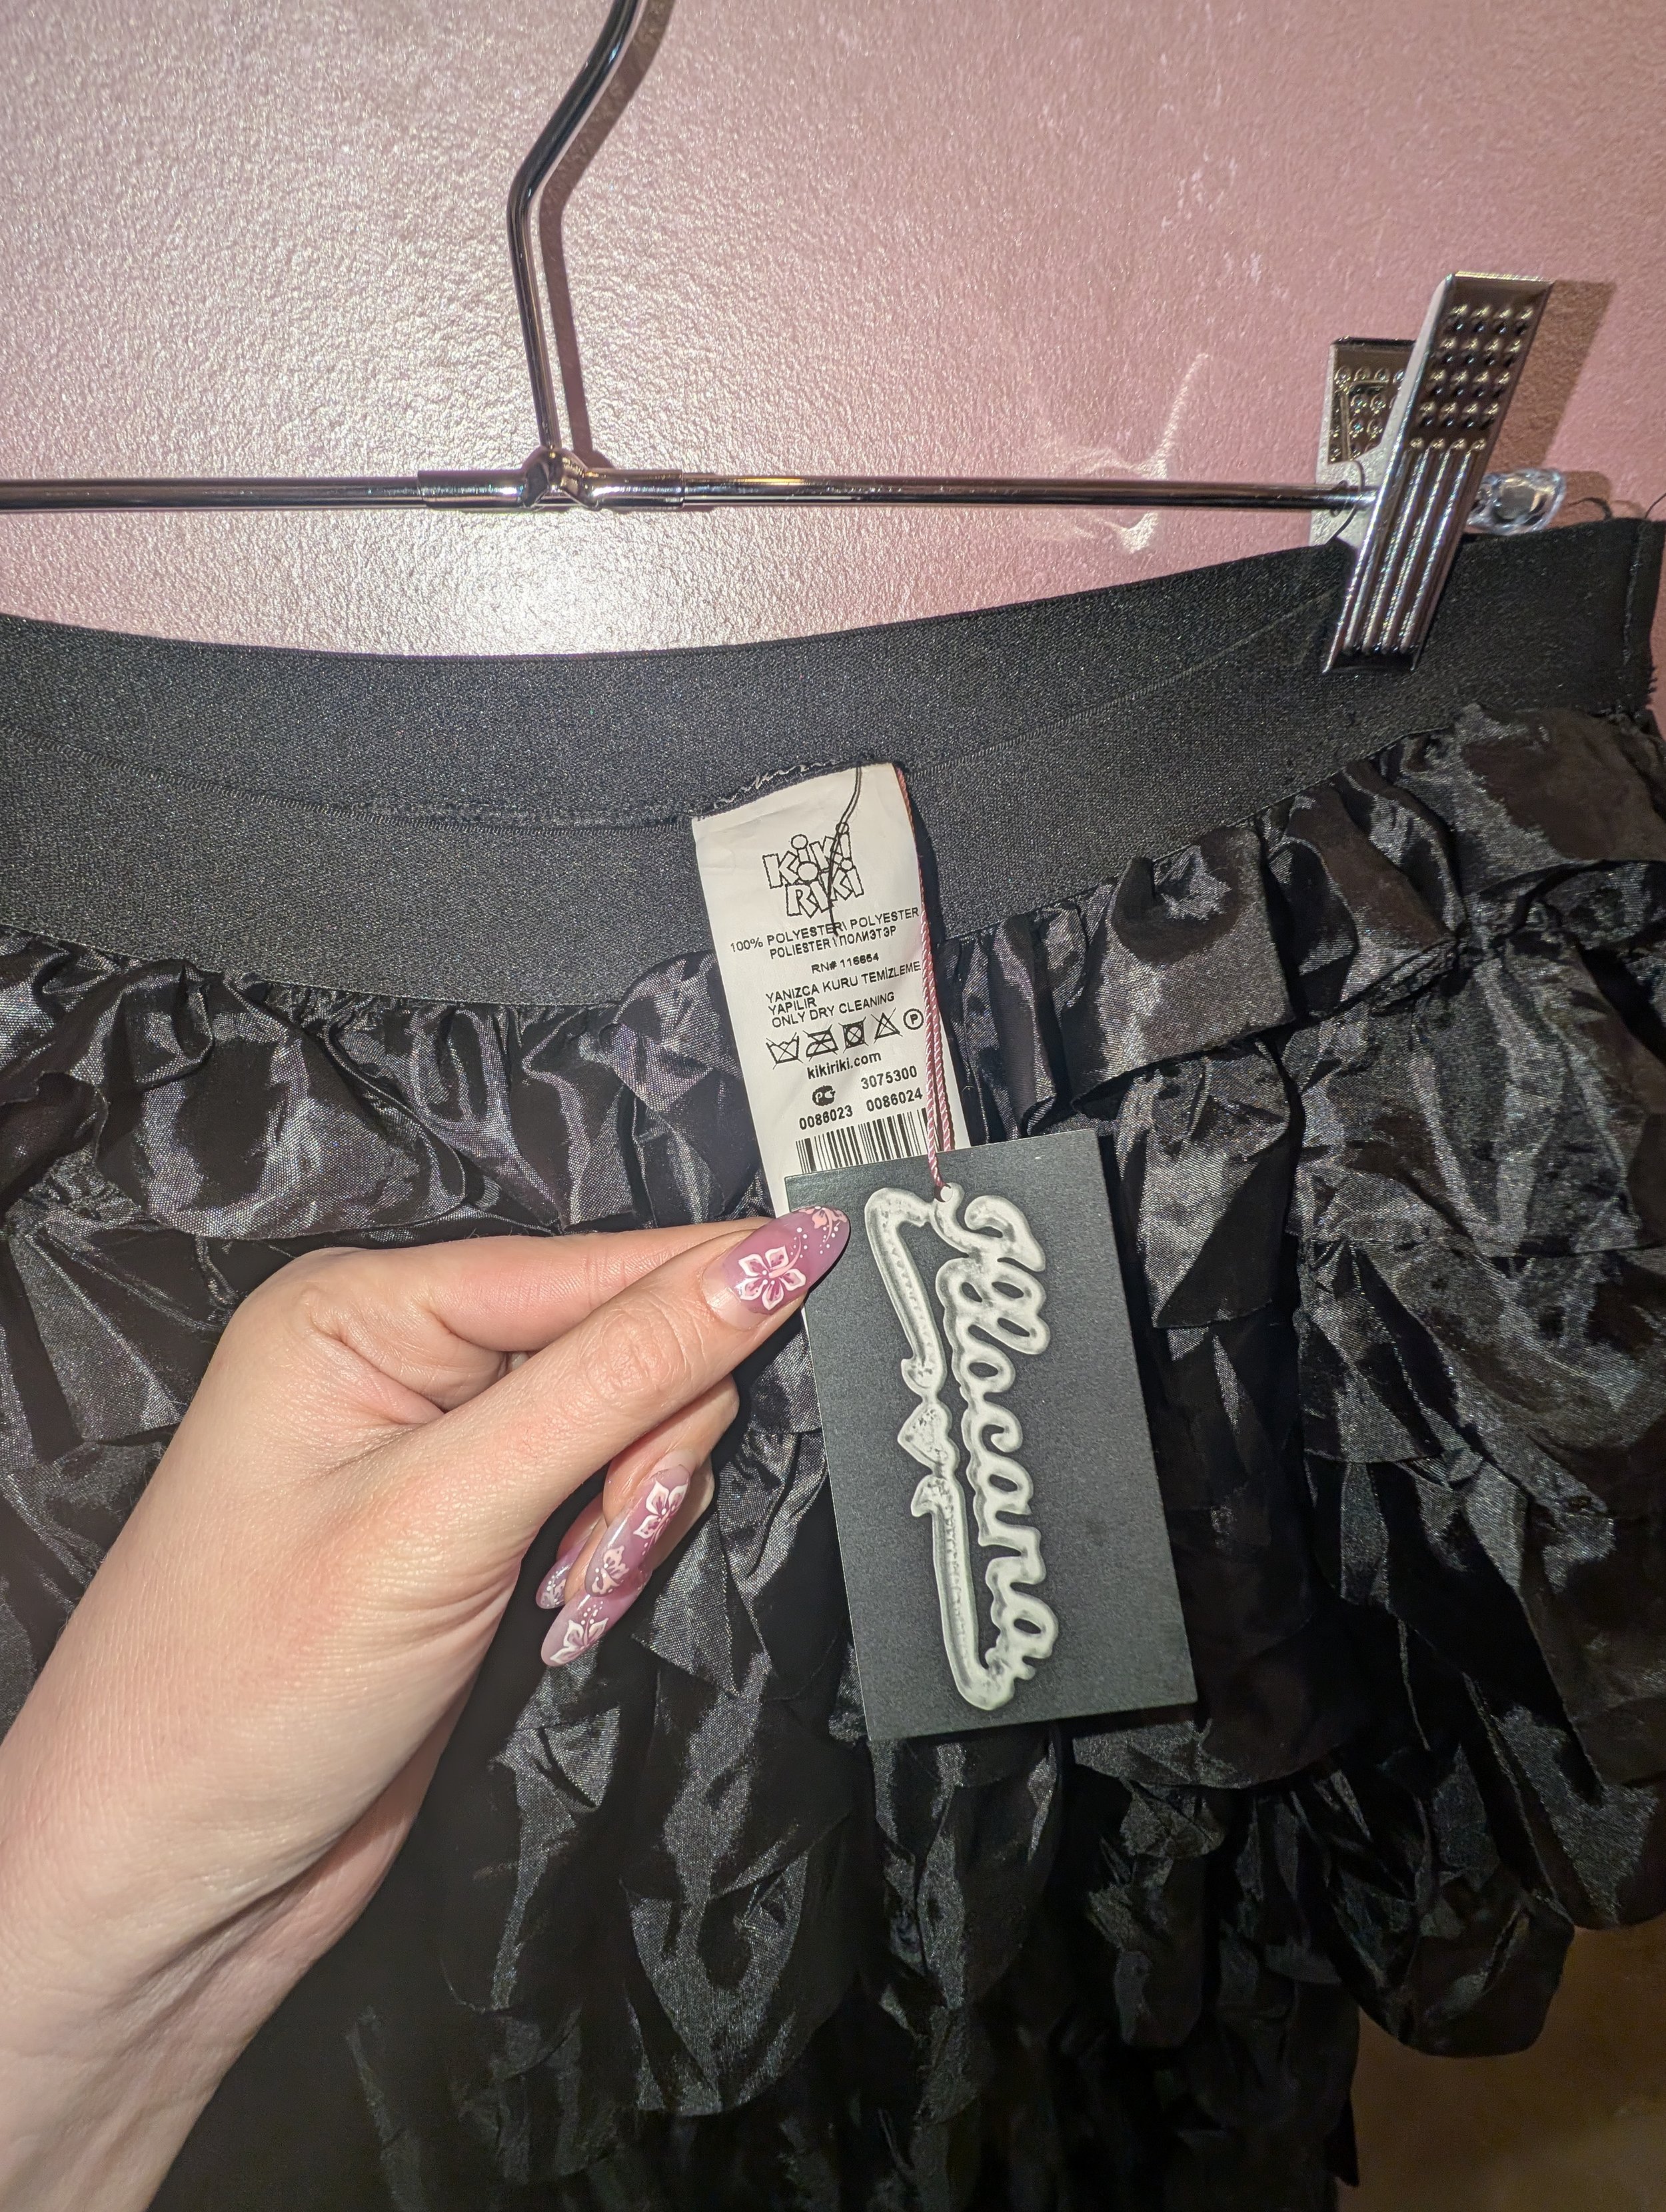 KiKi
RiKi
100% POLYESTER\ POLYESTER
POLIESTER \ ПОЛИЭТЭР
RN# 116654
YANIZCA KURU TEMİZLEME
YAPILIR
ONLY DRY CLEANING
P
kikiriki.com
3075300
0086023 0086024